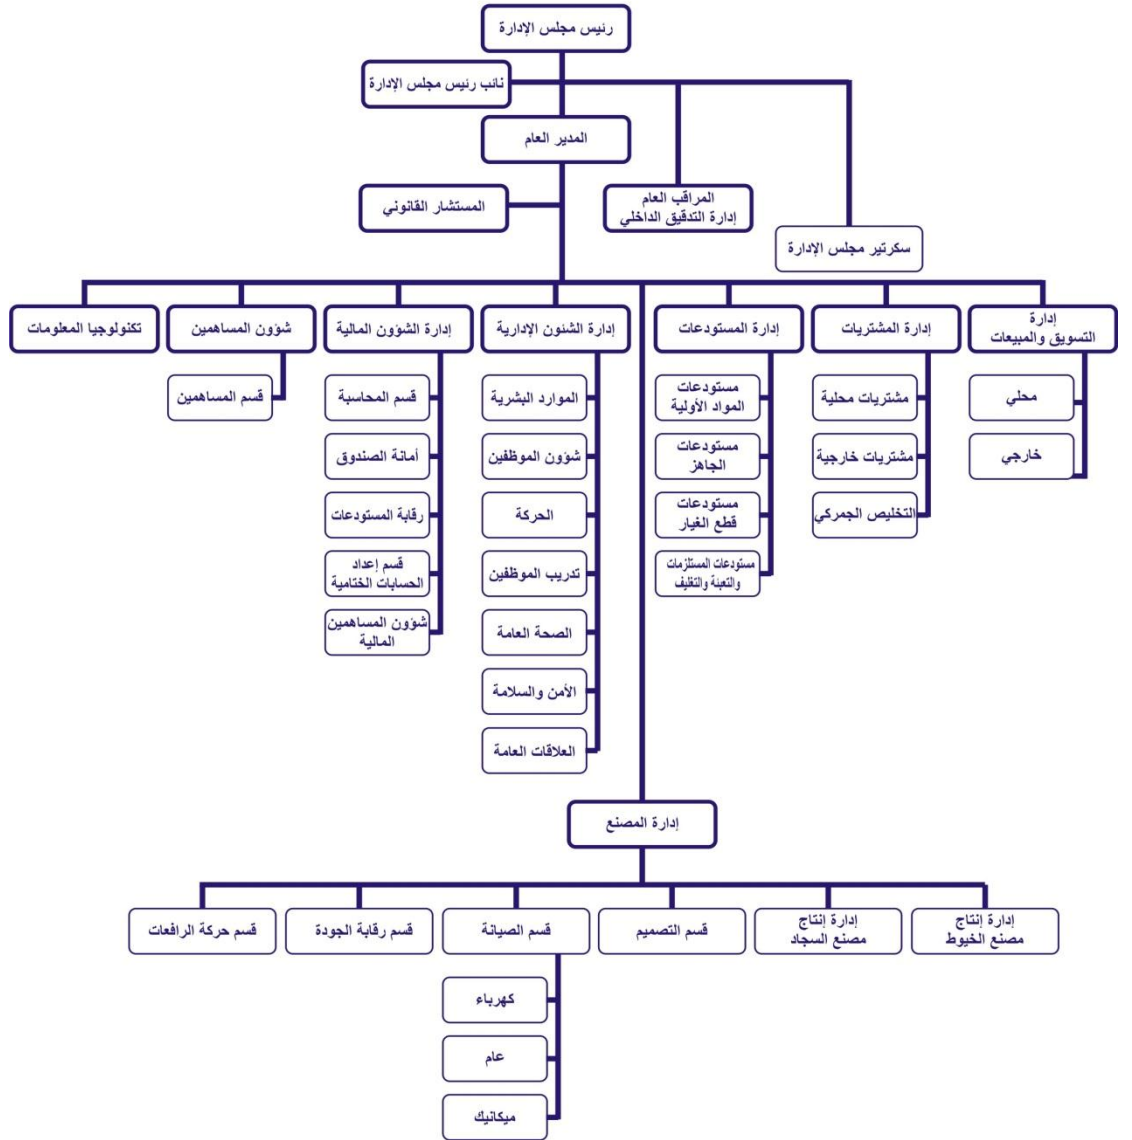 رئيس مجلس الإدارة
نائب رئيس مجلس الإدارة
المدير العام
المراقب العام
إدارة التدقيق الداخلي
المستشار القانوني
سكرتير مجلس الإدارة
إدارة
التسويق والمبيعات
إدارة المشتريات
إدارة المستودعات
إدارة الشئون الإدارية
إدارة الشؤون المالية
شؤون المساهمين
تكنولوجيا المعلومات
محلي
خارجي
مشتريات محلية
مشتريات خارجية
التخليص الجمركي
مستودعات
المواد الأولية
مستودعات
الجاهز
مستودعات
قطع الغيار
مستودعات المستلزمات
والتعبئة والتغليف
الموارد البشرية
شؤون الموظفين
الحركة
تدريب الموظفين
الصحة العامة
الأمن والسلامة
العلاقات العامة
قسم المحاسبة
أمانة الصندوق
رقابة المستودعات
قسم إعداد
الحسابات الختامية
شؤون المساهمين
المالية
قسم المساهمين
إدارة المصنع
إدارة إنتاج
مصنع الخيوط
إدارة إنتاج
مصنع السجاد
قسم التصميم
قسم الصيانة
قسم رقابة الجودة
قسم حركة الرافعات
كهرباء
عام
ميكانيك